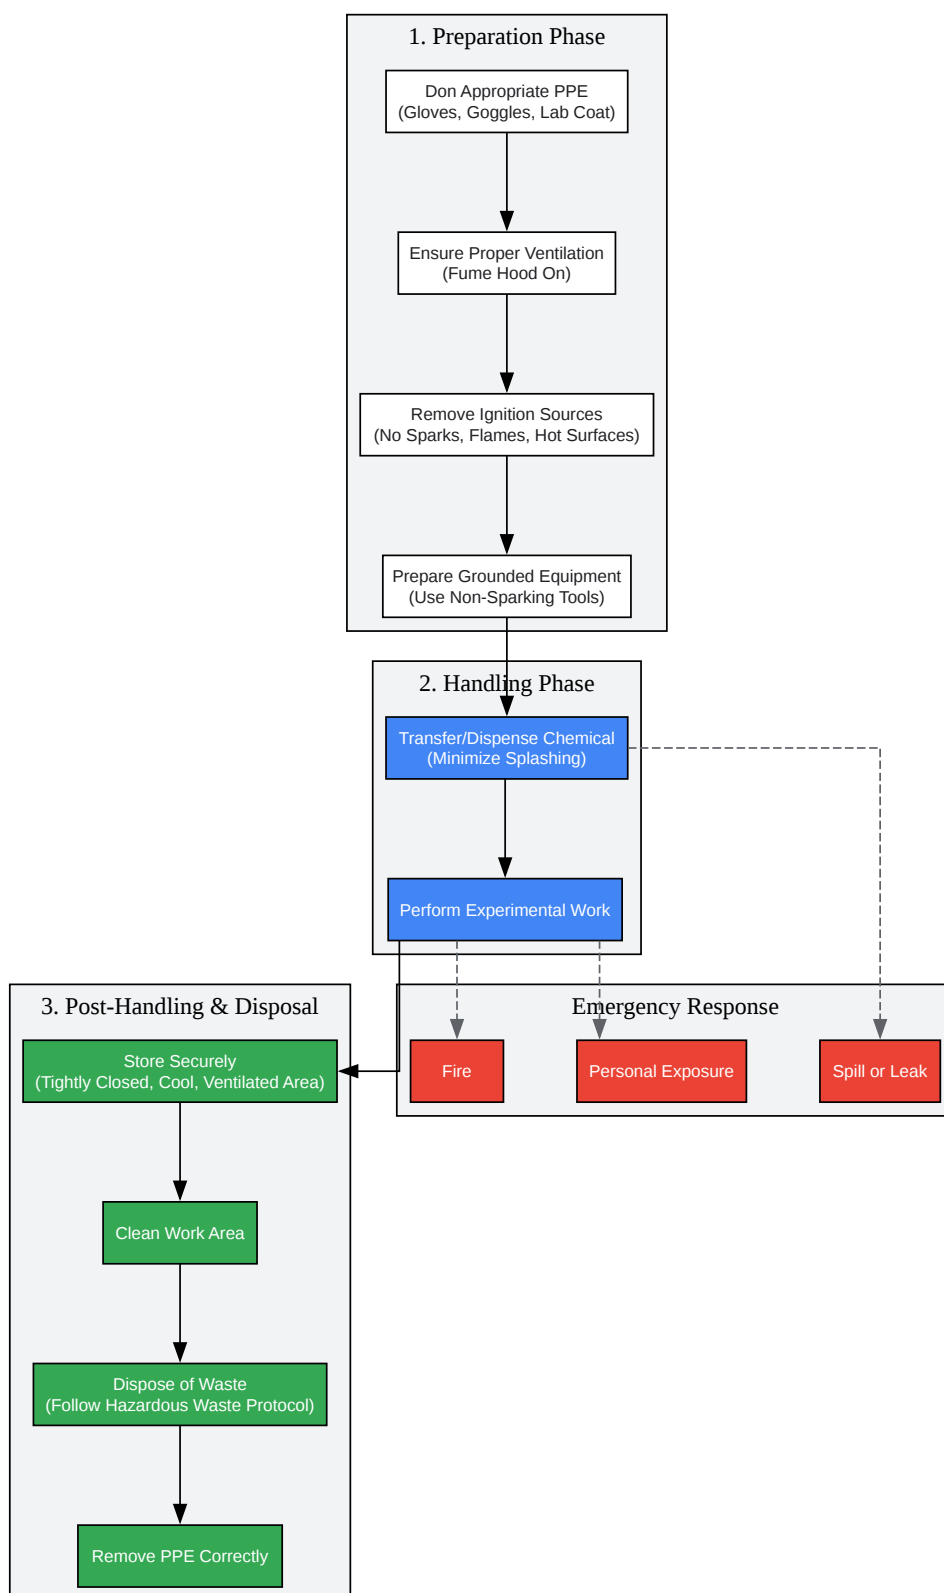 1. Preparation Phase
Don Appropriate PPE
(Gloves, Goggles, Lab Coat)
Ensure Proper Ventilation
(Fume Hood On)
Remove Ignition Sources
(No Sparks, Flames, Hot Surfaces)
Prepare Grounded Equipment
(Use Non-Sparking Tools)
2. Handling Phase
Transfer/Dispense Chemical
(Minimize Splashing)
Perform Experimental Work
3. Post-Handling & Disposal
Store Securely
(Tightly Closed, Cool, Ventilated Area)
Clean Work Area
Dispose of Waste
(Follow Hazardous Waste Protocol)
Remove PPE Correctly
Emergency Response
Fire
Personal Exposure
Spill or Leak